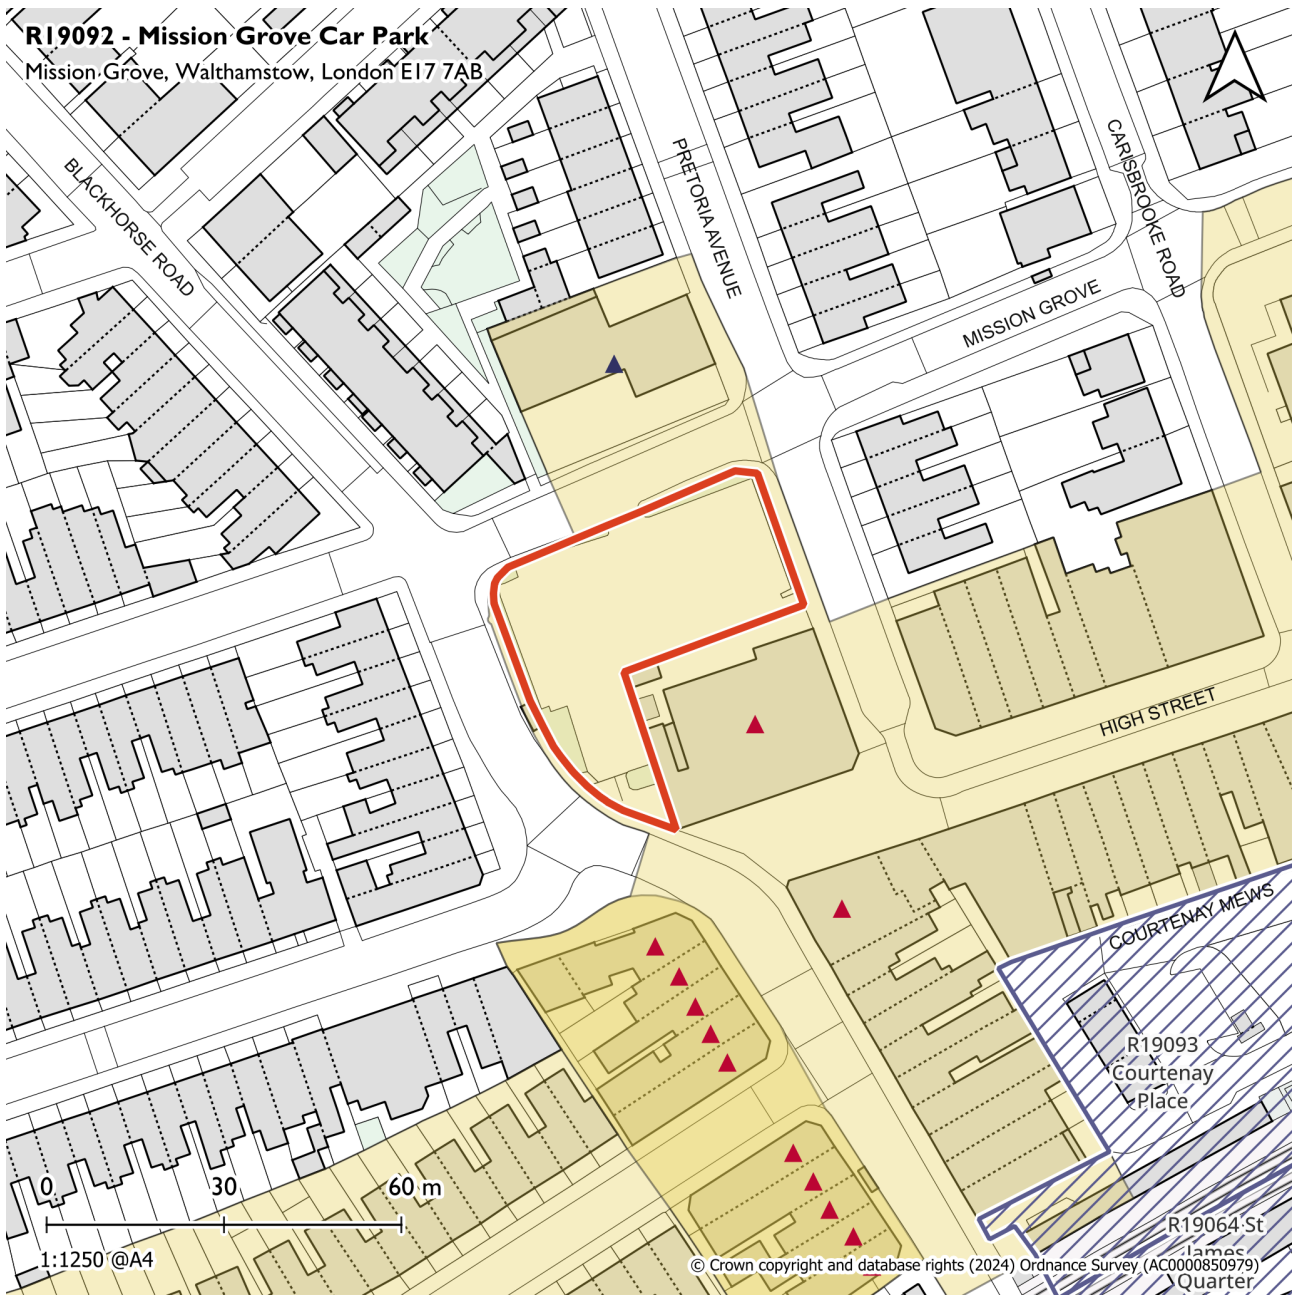 R19092 - Mission Grove Car Park
Mission Grove, Walthamstow, London E17 7AB
BLACKHORSE ROAD
PRETORIA AVENUE
CARISBROOKE ROAD
MISSION GROVE
HIGH STREET
COURTENAY MEWS
R19093
Courtenay
Place
0 30 60 m
1:1250 @A4
R19064 St
James
Quarter
© Crown copyright and database rights (2024) Ordnance Survey (AC0000850979)